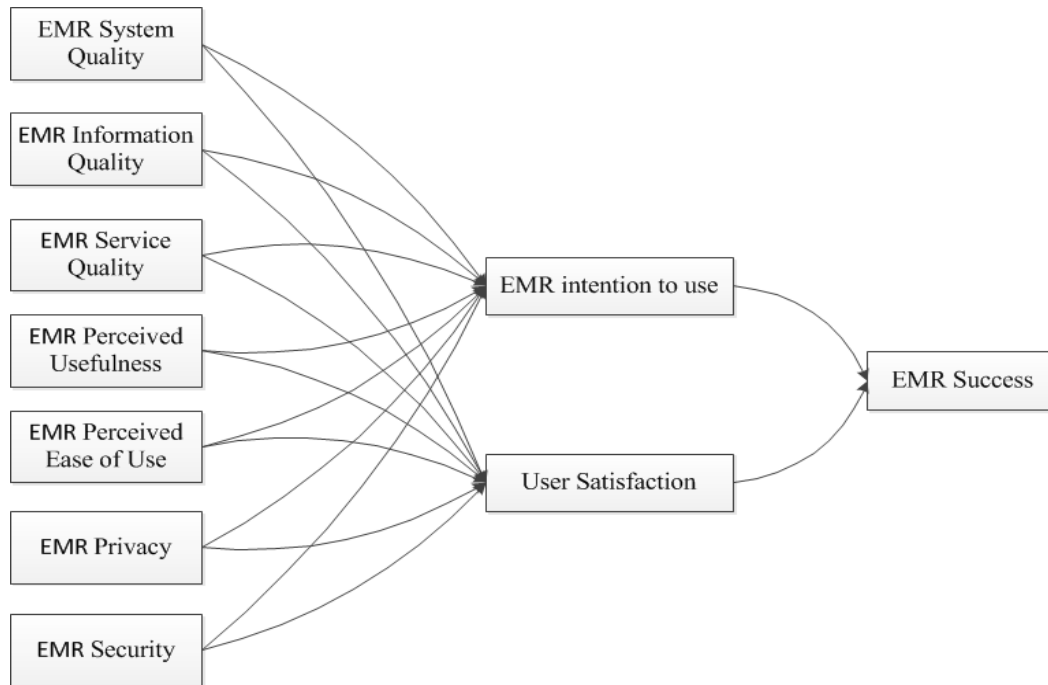 EMR System
Quality
EMR Information
Quality
EMR Service
Quality
EMR Perceived
Usefulness
EMR Perceived
Ease of Use
EMR Privacy
EMR Security
EMR intention to use
User Satisfaction
EMR Success